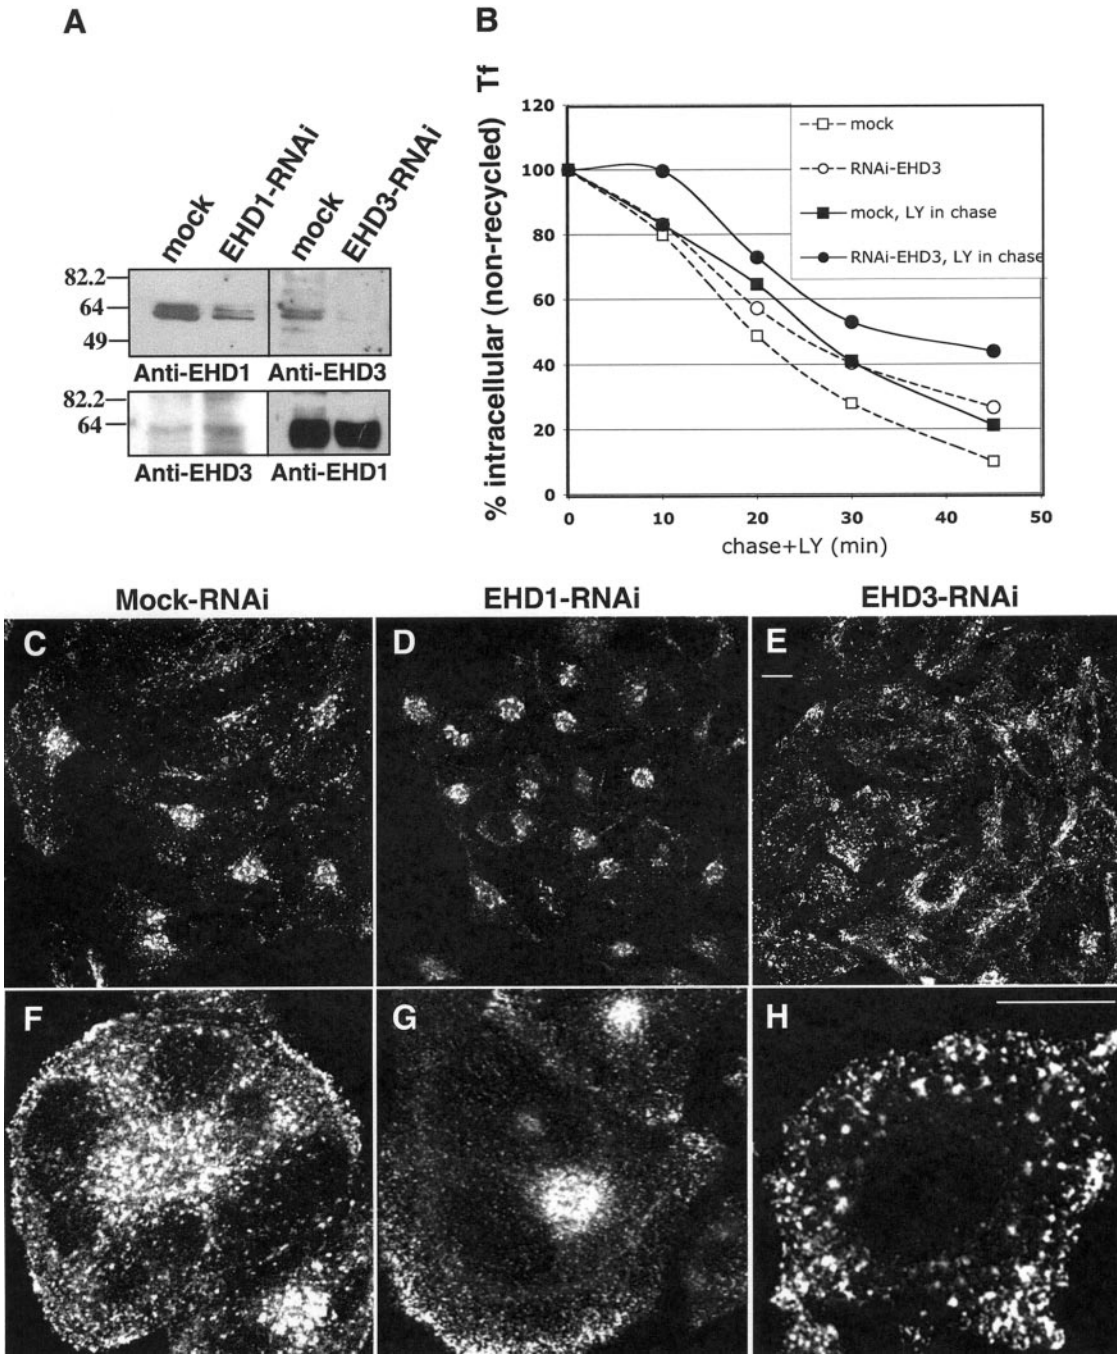 A
mock
EHD1-RNAi
mock
EHD3-RNAi
82.2
64
49
Anti-EHD1
Anti-EHD3
82.2
64
Anti-EHD3
Anti-EHD1
B
% intracellular (non-recycled) Tf
120
100
80
60
40
20
0
0
10
20
30
40
50
chase+LY (min)
mock
RNAi-EHD3
mock, LY in chase
RNAi-EHD3, LY in chase
Mock-RNAi
EHD1-RNAi
EHD3-RNAi
C
D
E
F
G
H